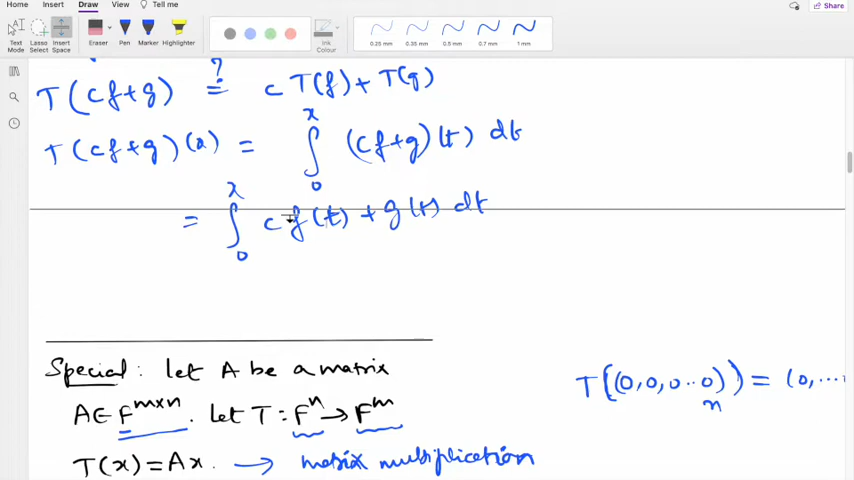 Home Insert Draw View Tell me Share
Text Mode Lasso Select Insert Space Eraser Pen Marker Highlighter Ink Colour 0.25 mm 0.35 mm 0.5 mm 0.7 mm 1 mm
T(cf+g) ?= cT(f)+T(g)
T(cf+g)(x) = ∫₀ˣ (cf+g)(t) dt
= ∫₀ˣ cf(t)+g(t) dt
Special: let A be a matrix
A∈F^{m×n}. let T: F^n → F^m
T((0,0,0..0)) = (0,...
n
T(x)=Ax. → matrix multiplication